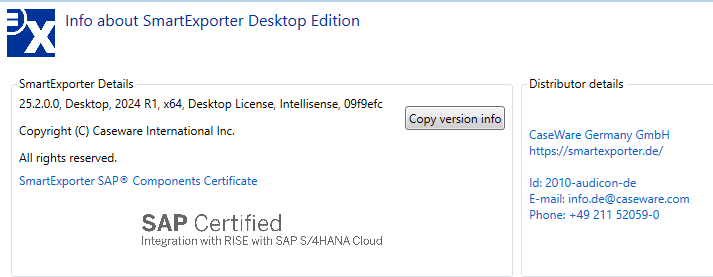 Info about SmartExporter Desktop Edition
SmartExporter Details
25.2.0.0, Desktop, 2024 R1, x64, Desktop License, Intellisense, 09f9efc
Copy version info
Copyright (C) Caseware International Inc.
All rights reserved.
SmartExporter SAP® Components Certificate
SAP Certified
Integration with RISE with SAP S/4HANA Cloud
Distributor details
CaseWare Germany GmbH
https://smartexporter.de/
Id: 2010-audicon-de
E-mail: info.de@caseware.com
Phone: +49 211 52059-0